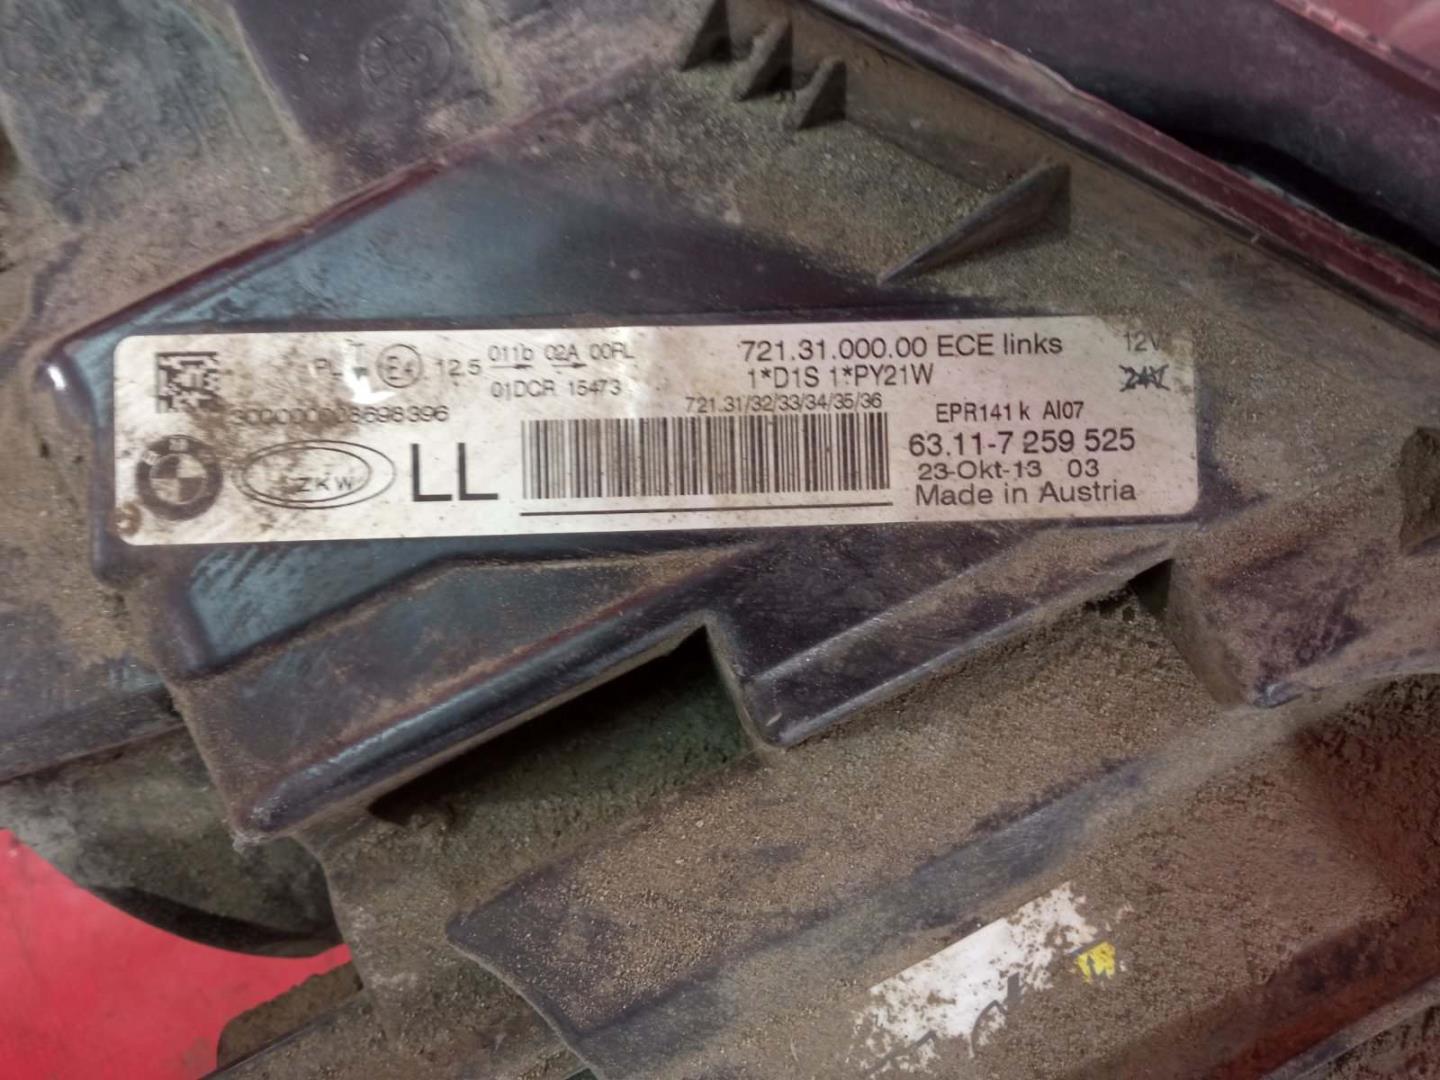 PL E4 12.5 011b 02A 00RL 721.31.000.00 ECE links 12V
01DCR 15473 1*D1S 1*PY21W 24V
721.31/32/33/34/35/36 EPR141 k AI07
ZKW LL 63.11-7 259 525
23-Okt-13 03
Made in Austria